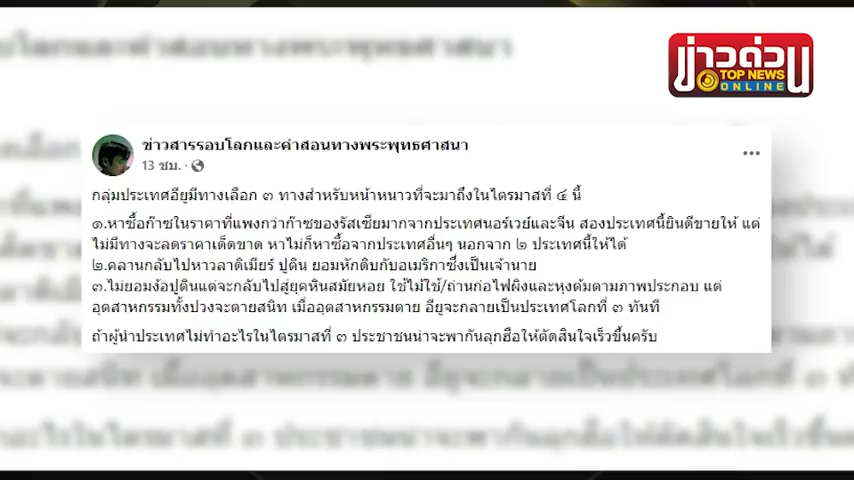 ข่าวด่วน
TOP NEWS
ONLINE
ข่าวสารรอบโลกและคำสอนทางพระพุทธศาสนา
13 ชม. ·
กลุ่มประเทศอียูมีทางเลือก ๓ ทางสำหรับหน้าหนาวที่จะมาถึงในไตรมาสที่ ๔ นี้
๑.หาซื้อก๊าซในราคาที่แพงกว่าก๊าซของรัสเซียมากจากประเทศนอร์เวย์และจีน สองประเทศนี้ยินดีขายให้ แต่
ไม่มีทางจะลดราคาเด็ดขาด หาไม่ก็หาซื้อจากประเทศอื่นๆ นอกจาก ๒ ประเทศนี้ให้ได้
๒.คลานกลับไปหาวลาดิเมียร์ ปูติน ยอมหักดิบกับอเมริกาซึ่งเป็นเจ้านาย
๓.ไม่ยอมง้อปูตินแต่จะกลับไปสู่ยุคหินสมัยหอย ใช้ไม้ใช้/ถ่านก่อไฟผิงและหุงต้มตามภาพประกอบ แต่
อุตสาหกรรมทั้งปวงจะตายสนิท เมื่ออุตสาหกรรมตาย อียูจะกลายเป็นประเทศโลกที่ ๓ ทันที
ถ้าผู้นำประเทศไม่ทำอะไรในไตรมาสที่ ๓ ประชาชนน่าจะพากันลุกฮือให้ตัดสินใจเร็วขึ้นครับ